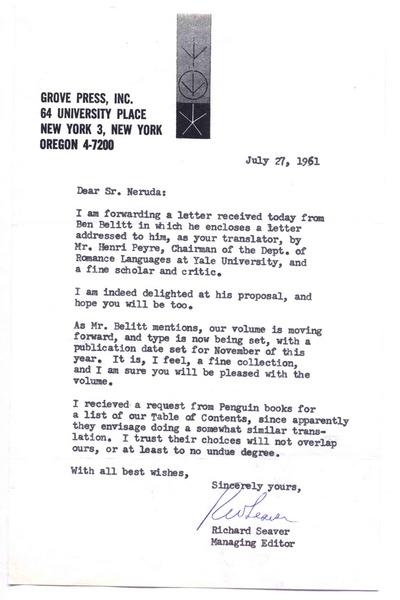 GROVE PRESS, INC.
64 UNIVERSITY PLACE
NEW YORK 3, NEW YORK
OREGON 4-7200
July 27, 1961
Dear Sr. Neruda:
I am forwarding a letter received today from
Ben Belitt in which he encloses a letter
addressed to him, as your translator, by
Mr. Henri Peyre, Chairman of the Dept. of
Romance Languages at Yale University, and
a fine scholar and critic.
I am indeed delighted at his proposal, and
hope you will be too.
As Mr. Belitt mentions, our volume is moving
forward, and type is now being set, with a
publication date set for November of this
year. It is, I feel, a fine collection,
and I am sure you will be pleased with the
volume.
I recieved a request from Penguin books for
a list of our Table of Contents, since apparently
they envisage doing a somewhat similar trans-
lation. I trust their choices will not overlap
ours, or at least to no undue degree.
With all best wishes,
Sincerely yours,
RWSeaver
Richard Seaver
Managing Editor